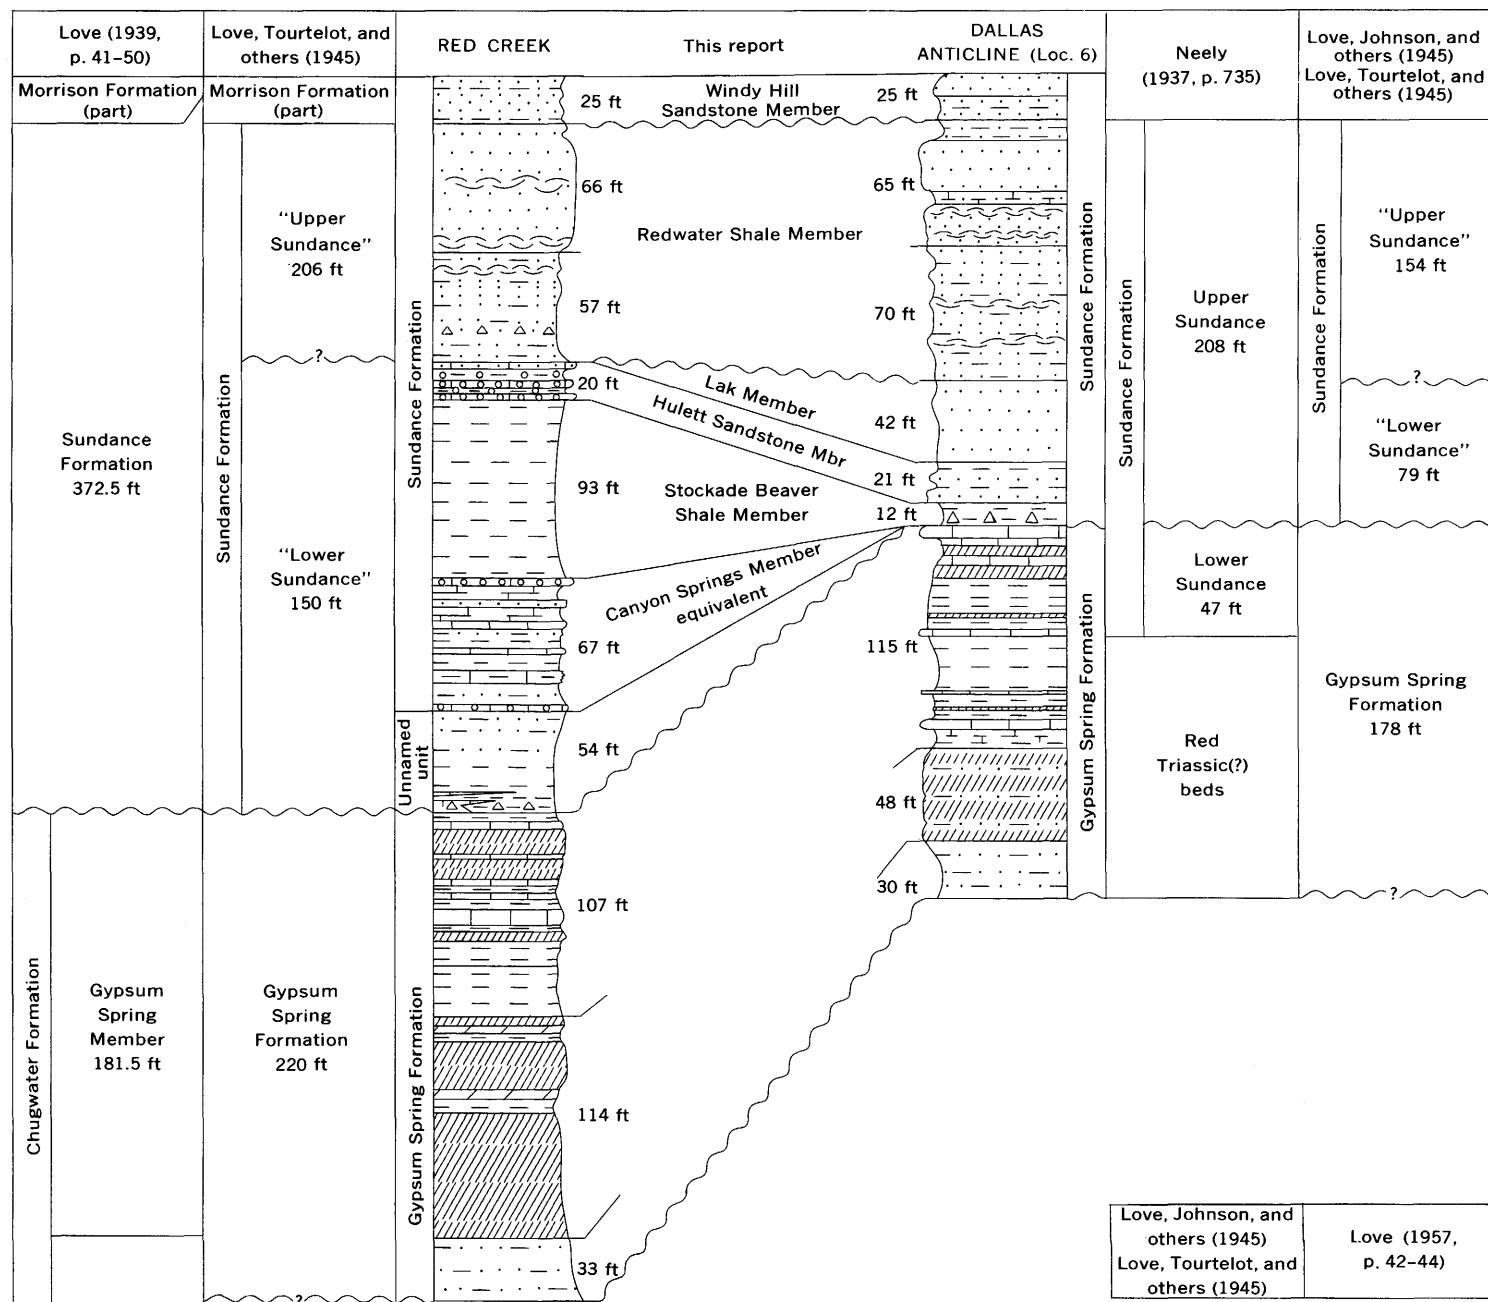 Love (1939,
p. 41–50)
Love, Tourtelot, and
others (1945)
RED CREEK
This report
DALLAS
ANTICLINE (Loc. 6)
Neely
(1937, p. 735)
Love, Johnson, and
others (1945)
Love, Tourtelot, and
others (1945)
Morrison Formation
(part)
Morrison Formation
(part)
25 ft
Windy Hill
Sandstone Member
25 ft
66 ft
65 ft
Redwater Shale Member
57 ft
70 ft
"Upper
Sundance"
206 ft
?
Sundance Formation
372.5 ft
Sundance Formation
"Lower
Sundance"
150 ft
Sundance Formation
20 ft
Lak Member
42 ft
Hulett Sandstone Mbr
21 ft
93 ft
Stockade Beaver
Shale Member
12 ft
Canyon Springs Member
equivalent
67 ft
115 ft
Unnamed
unit
54 ft
48 ft
30 ft
107 ft
114 ft
33 ft
Sundance Formation
Gypsum Spring Formation
Sundance Formation
Upper
Sundance
208 ft
Lower
Sundance
47 ft
Red
Triassic(?)
beds
Sundance Formation
"Upper
Sundance"
154 ft
?
"Lower
Sundance"
79 ft
Gypsum Spring
Formation
178 ft
?
Chugwater Formation
Gypsum
Spring
Member
181.5 ft
Gypsum
Spring
Formation
220 ft
?
Gypsum Spring Formation
Love, Johnson, and
others (1945)
Love, Tourtelot, and
others (1945)
Love (1957,
p. 42–44)